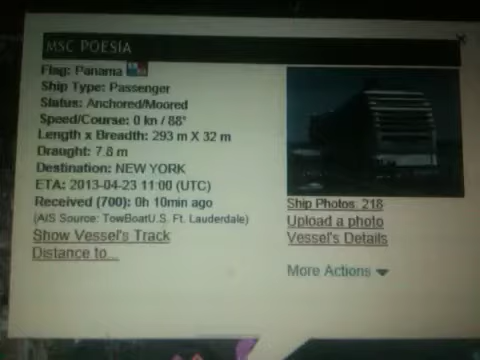 MSC POESIA
Flag: Panama
Ship Type: Passenger
Status: Anchored/Moored
Speed/Course: 0 kn / 88°
Length x Breadth: 293 m X 32 m
Draught: 7.8 m
Destination: NEW YORK
ETA: 2013-04-23 11:00 (UTC)
Received (700): 0h 10min ago
(AIS Source: TowBoatU.S. Ft. Lauderdale)
Show Vessel's Track
Distance to...
Ship Photos: 218
Upload a photo
Vessel's Details
More Actions